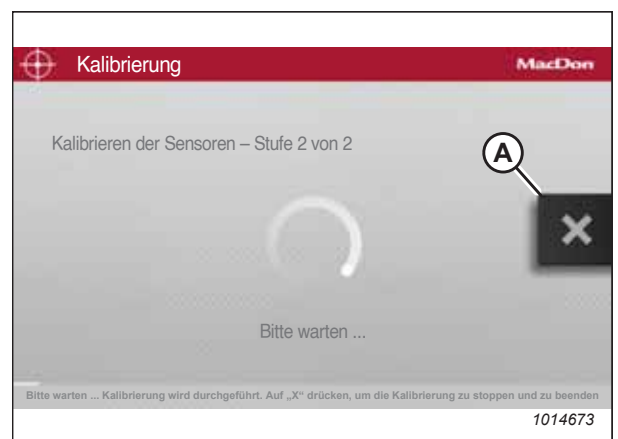 Kalibrierung
MacDon
Kalibrieren der Sensoren – Stufe 2 von 2
A
Bitte warten ...
Bitte warten ... Kalibrierung wird durchgeführt. Auf „X“ drücken, um die Kalibrierung zu stoppen und zu beenden
1014673